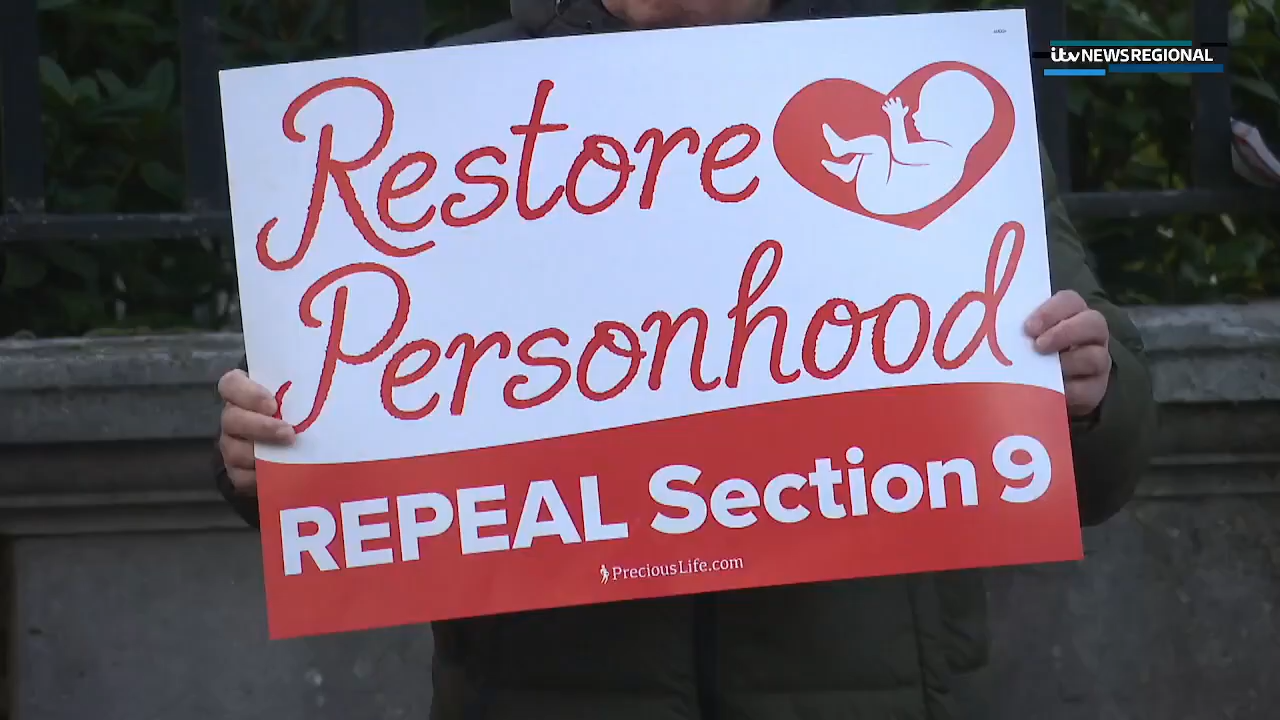 itv NEWS REGIONAL
Restore
Personhood
REPEAL Section 9
PreciousLife.com